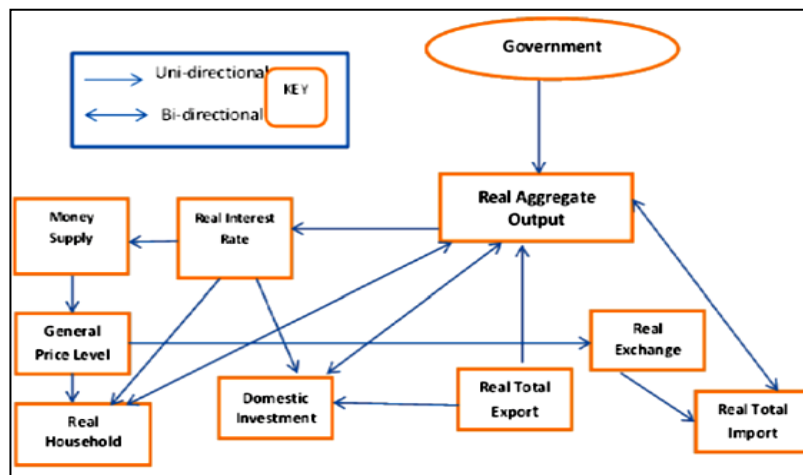 Government
Uni-directional
KEY
Bi-directional
Real Aggregate
Output
Money
Supply
Real Interest
Rate
General
Price Level
Real
Exchange
Real
Household
Domestic
Investment
Real Total
Export
Real Total
Import